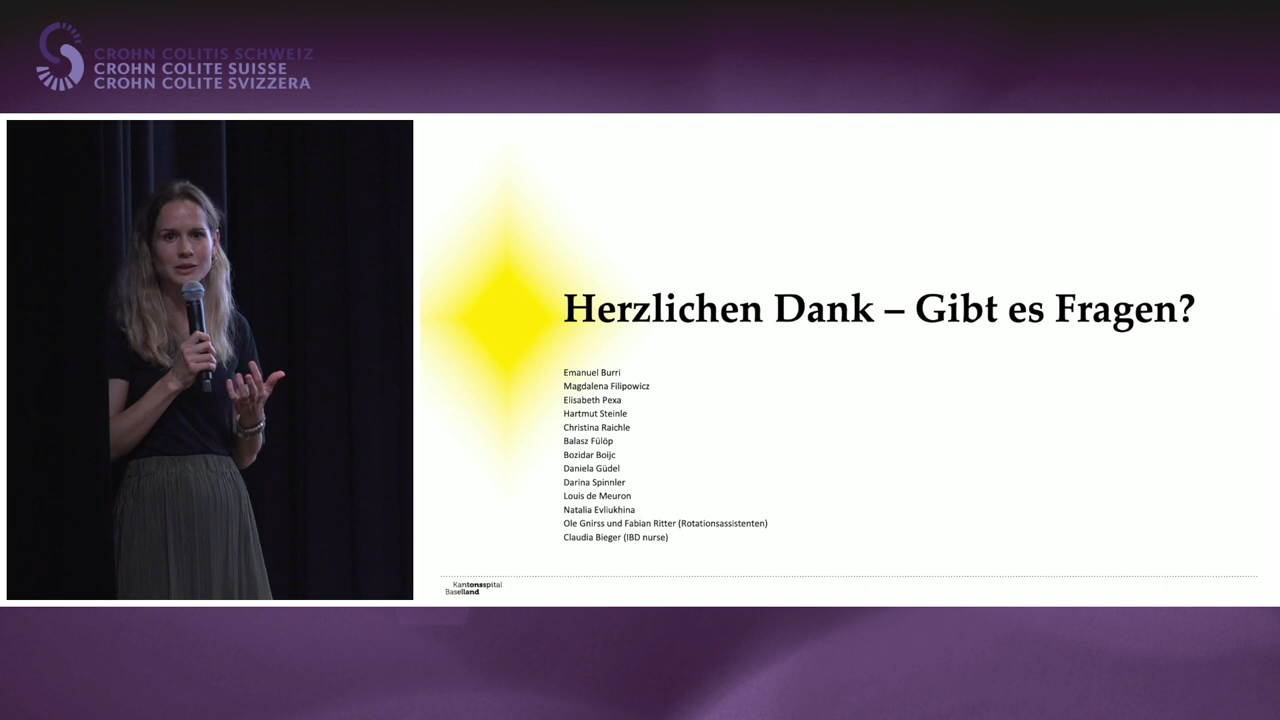 CROHN COLITIS SCHWEIZ
CROHN COLITE SUISSE
CROHN COLITE SVIZZERA
Herzlichen Dank – Gibt es Fragen?
Emanuel Burri
Magdalena Filipowicz
Elisabeth Pexa
Hartmut Steinle
Christina Raichle
Balasz Fülöp
Bozidar Boijc
Daniela Güdel
Darina Spinnler
Louis de Meuron
Natalia Evliukhina
Ole Gnirss und Fabian Ritter (Rotationsassistenten)
Claudia Bieger (IBD nurse)
Kantonsspital
Baselland